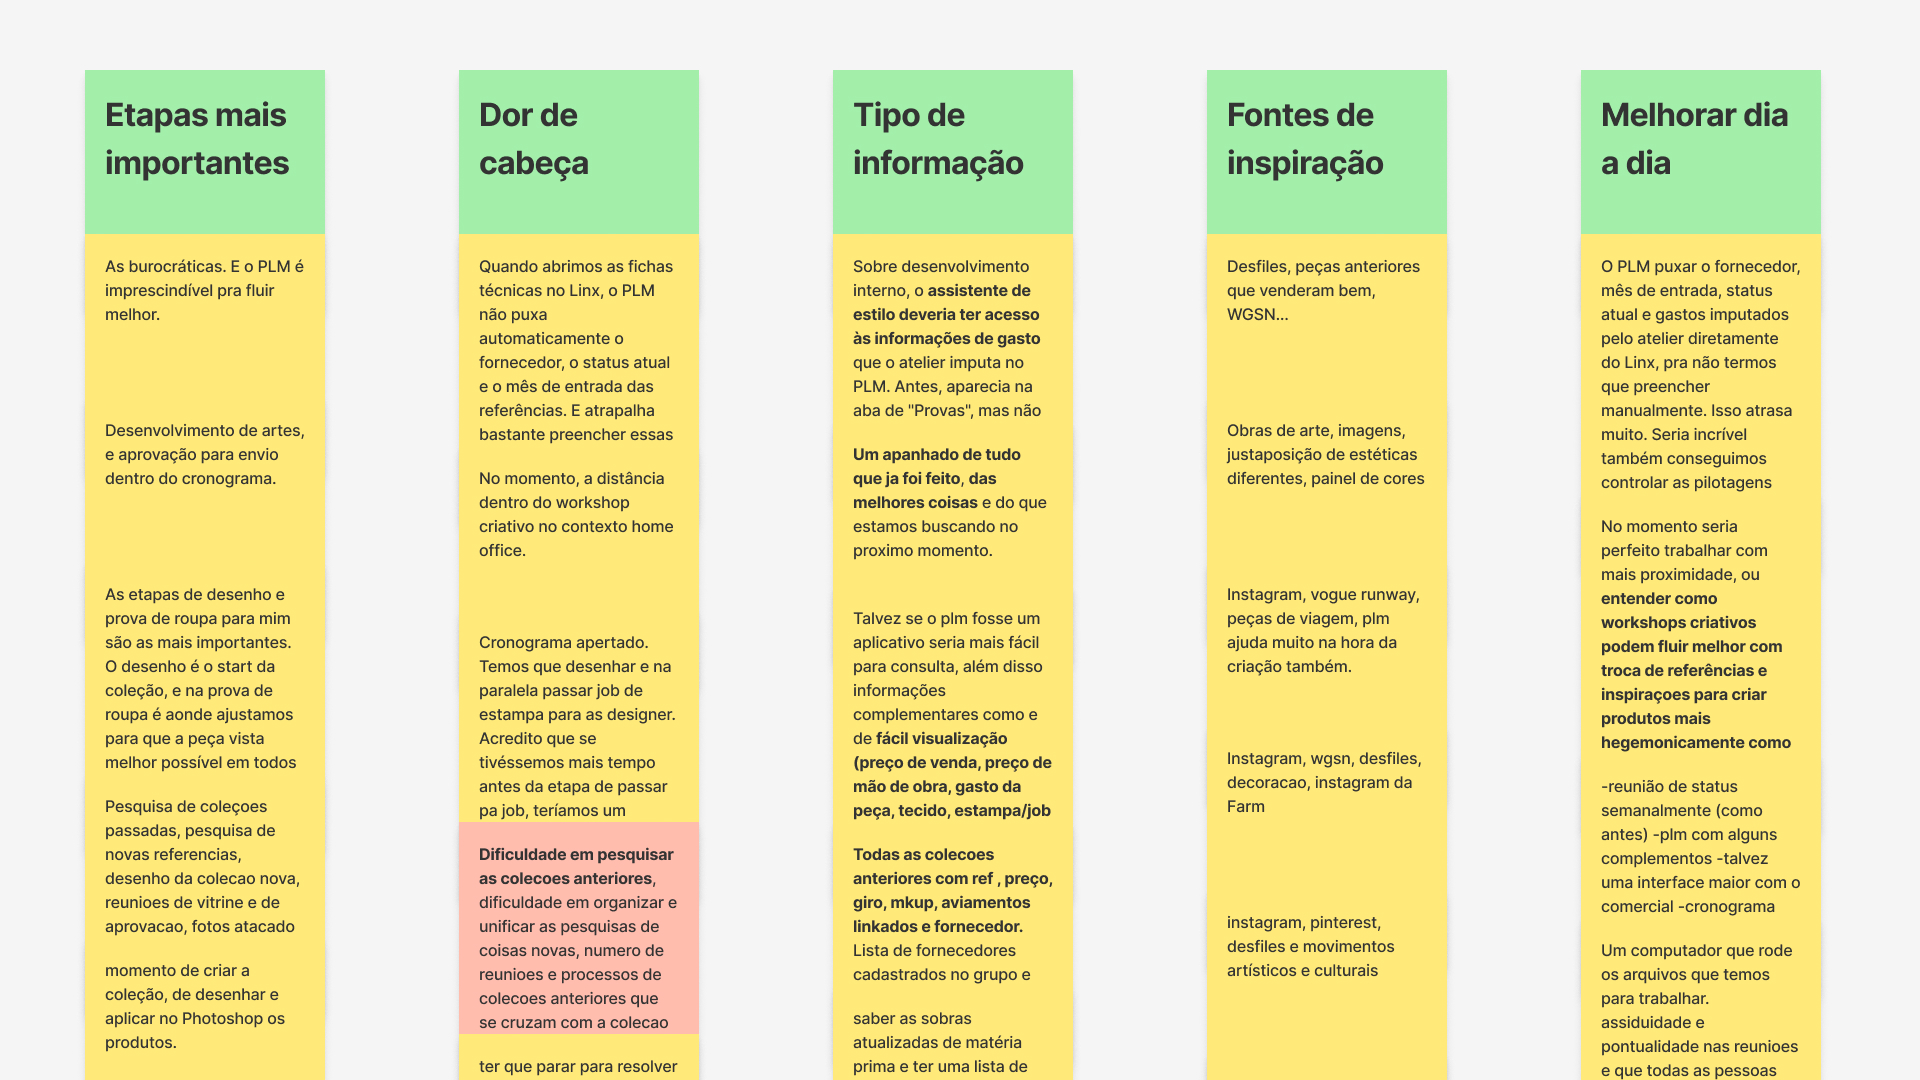 Etapas mais
importantes
As burocráticas. E o PLM é
imprescindível pra fluir
melhor.
Desenvolvimento de artes,
e aprovação para envio
dentro do cronograma.
As etapas de desenho e
prova de roupa para mim
são as mais importantes.
O desenho é o start da
coleção, e na prova de
roupa é aonde ajustamos
para que a peça vista
melhor possível em todos
Pesquisa de coleçoes
passadas, pesquisa de
novas referencias,
desenho da colecao nova,
reunioes de vitrine e de
aprovacao, fotos atacado
momento de criar a
coleção, de desenhar e
aplicar no Photoshop os
produtos.
Dor de
cabeça
Quando abrimos as fichas
técnicas no Linx, o PLM
não puxa
automaticamente o
fornecedor, o status atual
e o mês de entrada das
referências. E atrapalha
bastante preencher essas
No momento, a distância
dentro do workshop
criativo no contexto home
office.
Cronograma apertado.
Temos que desenhar e na
paralela passar job de
estampa para as designer.
Acredito que se
tivéssemos mais tempo
antes da etapa de passar
pa job, teríamos um
Dificuldade em pesquisar
as colecoes anteriores,
dificuldade em organizar e
unificar as pesquisas de
coisas novas, numero de
reunioes e processos de
colecoes anteriores que
se cruzam com a colecao
ter que parar para resolver
Tipo de
informação
Sobre desenvolvimento
interno, o assistente de
estilo deveria ter acesso
às informações de gasto
que o atelier imputa no
PLM. Antes, aparecia na
aba de "Provas", mas não
Um apanhado de tudo
que ja foi feito, das
melhores coisas e do que
estamos buscando no
proximo momento.
Talvez se o plm fosse um
aplicativo seria mais fácil
para consulta, além disso
informações
complementares como e
de fácil visualização
(preço de venda, preço de
mão de obra, gasto da
peça, tecido, estampa/job
Todas as colecoes
anteriores com ref , preço,
giro, mkup, aviamentos
linkados e fornecedor.
Lista de fornecedores
cadastrados no grupo e
saber as sobras
atualizadas de matéria
prima e ter uma lista de
Fontes de
inspiração
Desfiles, peças anteriores
que venderam bem,
WGSN...
Obras de arte, imagens,
justaposição de estéticas
diferentes, painel de cores
Instagram, vogue runway,
peças de viagem, plm
ajuda muito na hora da
criação também.
Instagram, wgsn, desfiles,
decoracao, instagram da
Farm
instagram, pinterest,
desfiles e movimentos
artísticos e culturais
Melhorar dia
a dia
O PLM puxar o fornecedor,
mês de entrada, status
atual e gastos imputados
pelo atelier diretamente
do Linx, pra não termos
que preencher
manualmente. Isso atrasa
muito. Seria incrível
também conseguimos
controlar as pilotagens
No momento seria
perfeito trabalhar com
mais proximidade, ou
entender como
workshops criativos
podem fluir melhor com
troca de referências e
inspiraçoes para criar
produtos mais
hegemonicamente como
-reunião de status
semanalmente (como
antes) -plm com alguns
complementos -talvez
uma interface maior com o
comercial -cronograma
Um computador que rode
os arquivos que temos
para trabalhar.
assiduidade e
pontualidade nas reunioes
e que todas as pessoas